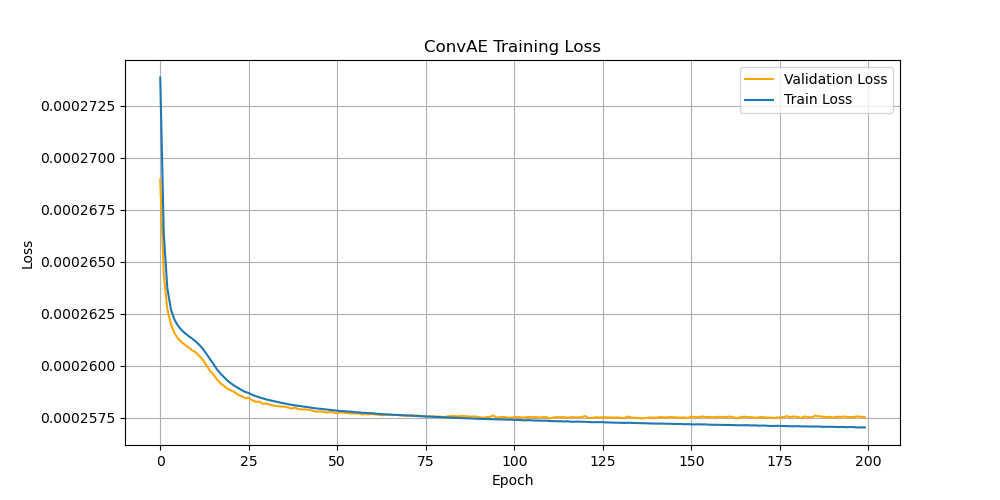 ConvAE Training Loss
Validation Loss
Train Loss
Loss
0.0002725
0.0002700
0.0002675
0.0002650
0.0002625
0.0002600
0.0002575
0 25 50 75 100 125 150 175 200
Epoch